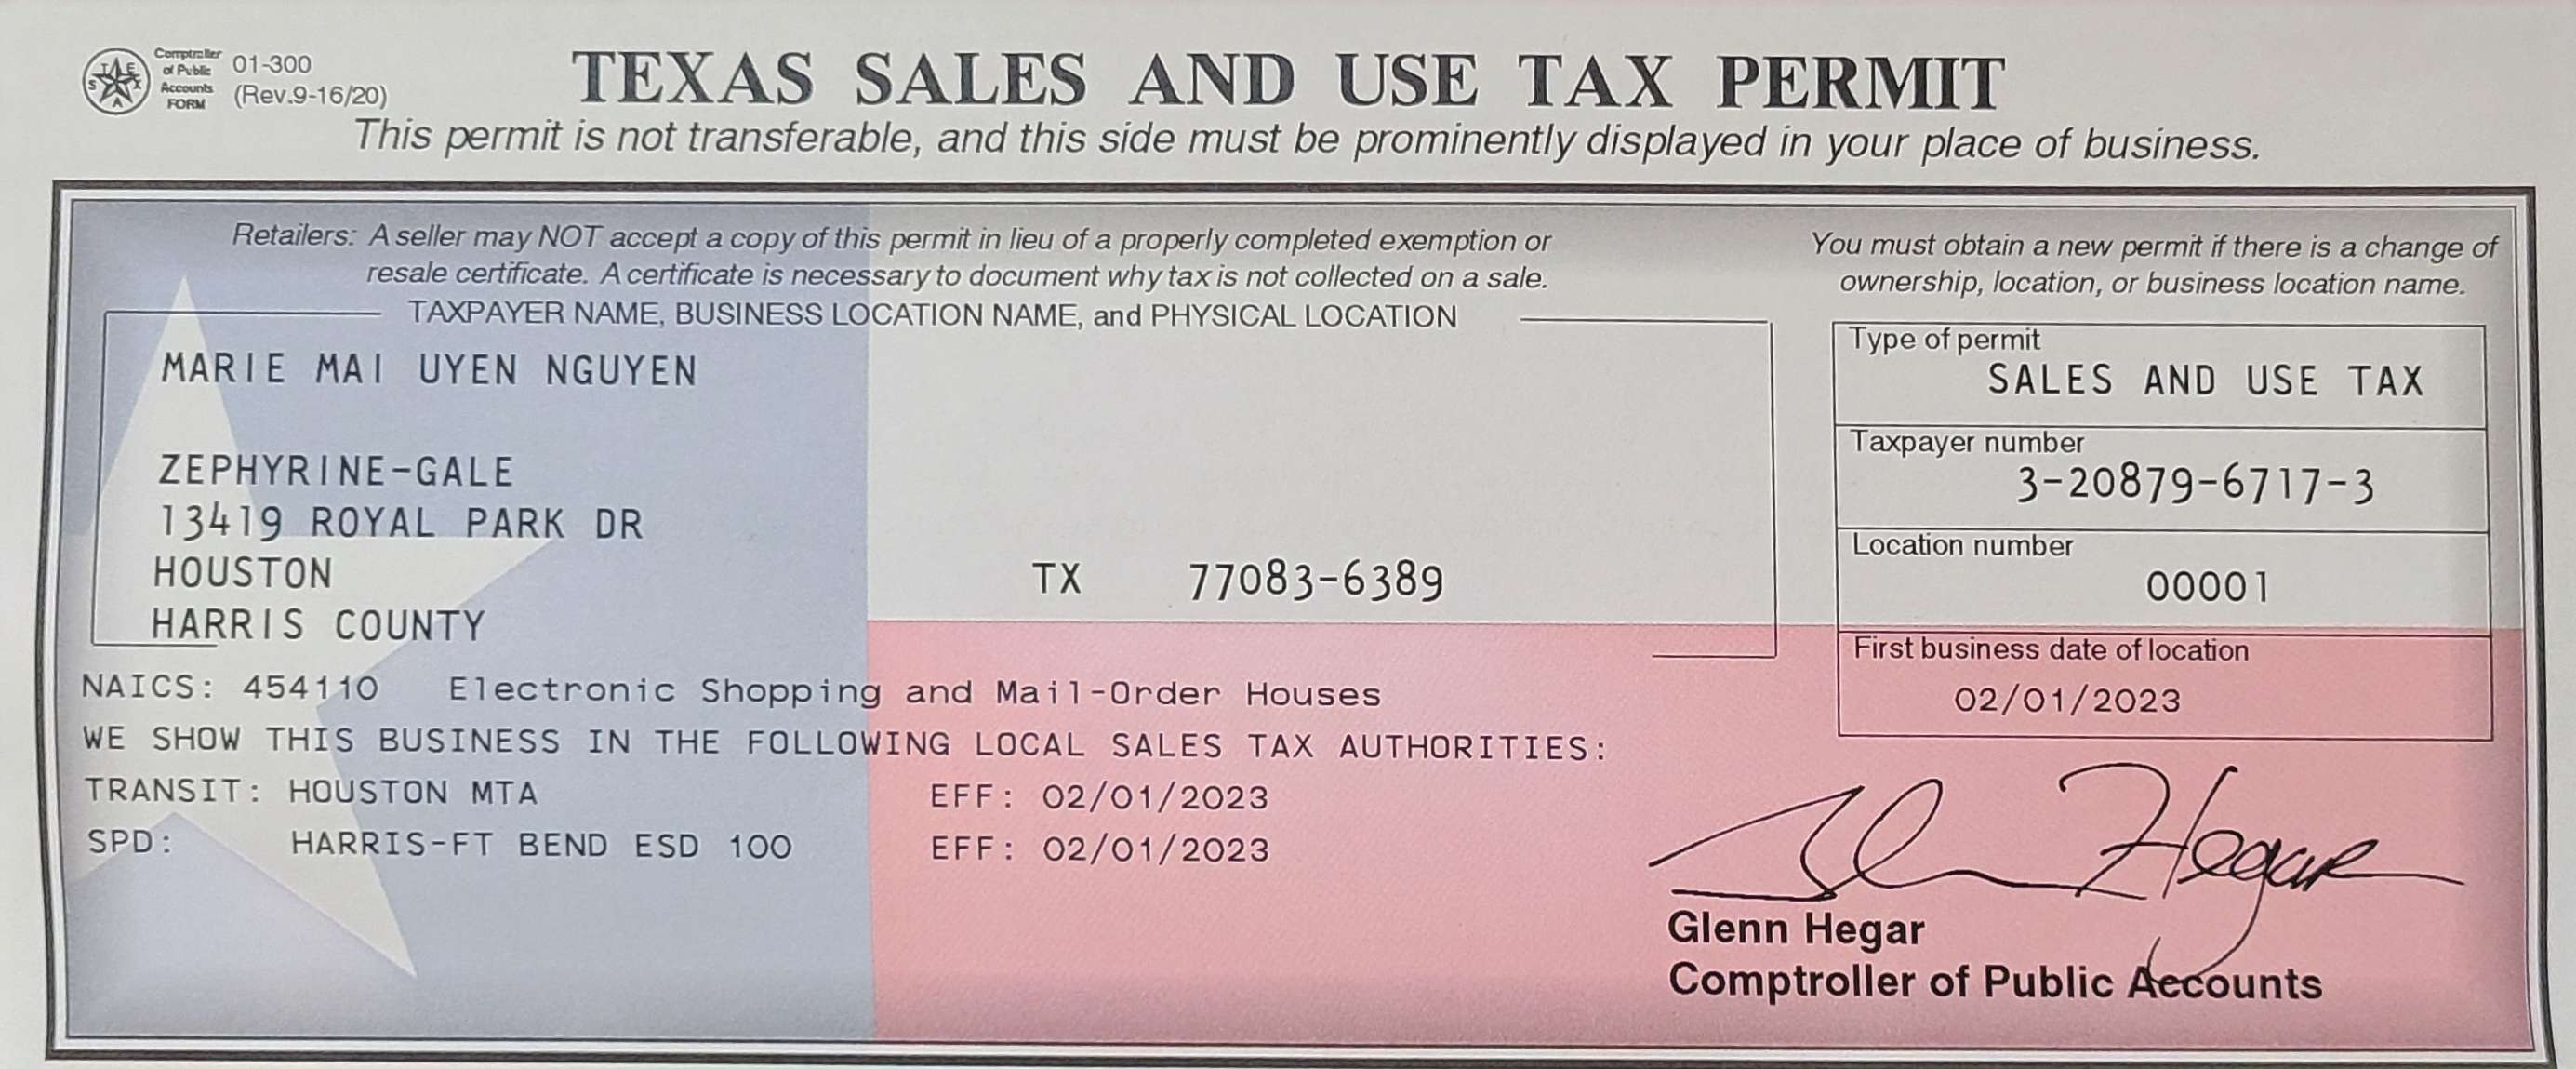 Comptroller
of Public
Accounts
FORM
01-300
(Rev.9-16/20)
TEXAS SALES AND USE TAX PERMIT
This permit is not transferable, and this side must be prominently displayed in your place of business.
Retailers: A seller may NOT accept a copy of this permit in lieu of a properly completed exemption or
resale certificate. A certificate is necessary to document why tax is not collected on a sale.
You must obtain a new permit if there is a change of
ownership, location, or business location name.
TAXPAYER NAME, BUSINESS LOCATION NAME, and PHYSICAL LOCATION
MARIE MAI UYEN NGUYEN
ZEPHYRINE-GALE
13419 ROYAL PARK DR
HOUSTON TX 77083-6389
HARRIS COUNTY
Type of permit
SALES AND USE TAX
Taxpayer number
3-20879-6717-3
Location number
00001
First business date of location
02/01/2023
NAICS: 454110 Electronic Shopping and Mail-Order Houses
WE SHOW THIS BUSINESS IN THE FOLLOWING LOCAL SALES TAX AUTHORITIES:
TRANSIT: HOUSTON MTA EFF: 02/01/2023
SPD: HARRIS-FT BEND ESD 100 EFF: 02/01/2023
Glenn Hegar
Glenn Hegar
Comptroller of Public Accounts